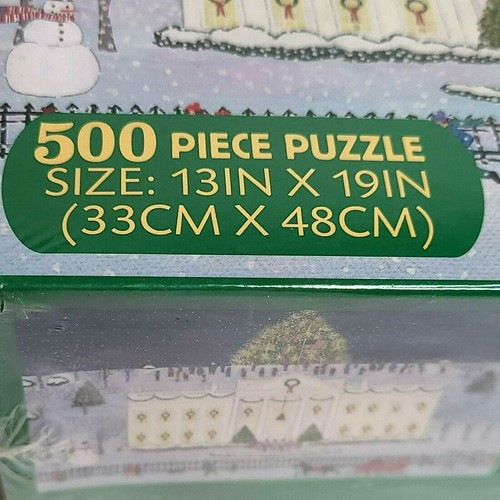 500 PIECE PUZZLE
SIZE: 13IN X 19IN
(33CM X 48CM)